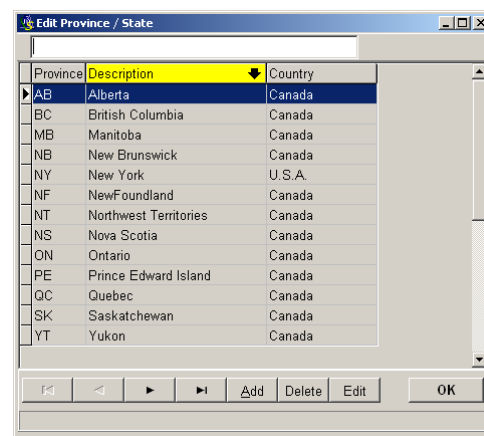 Edit Province / State
Province Description Country
AB Alberta Canada
BC British Columbia Canada
MB Manitoba Canada
NB New Brunswick Canada
NY New York U.S.A.
NF NewFoundland Canada
NT Northwest Territories Canada
NS Nova Scotia Canada
ON Ontario Canada
PE Prince Edward Island Canada
QC Quebec Canada
SK Saskatchewan Canada
YT Yukon Canada
Add Delete Edit OK